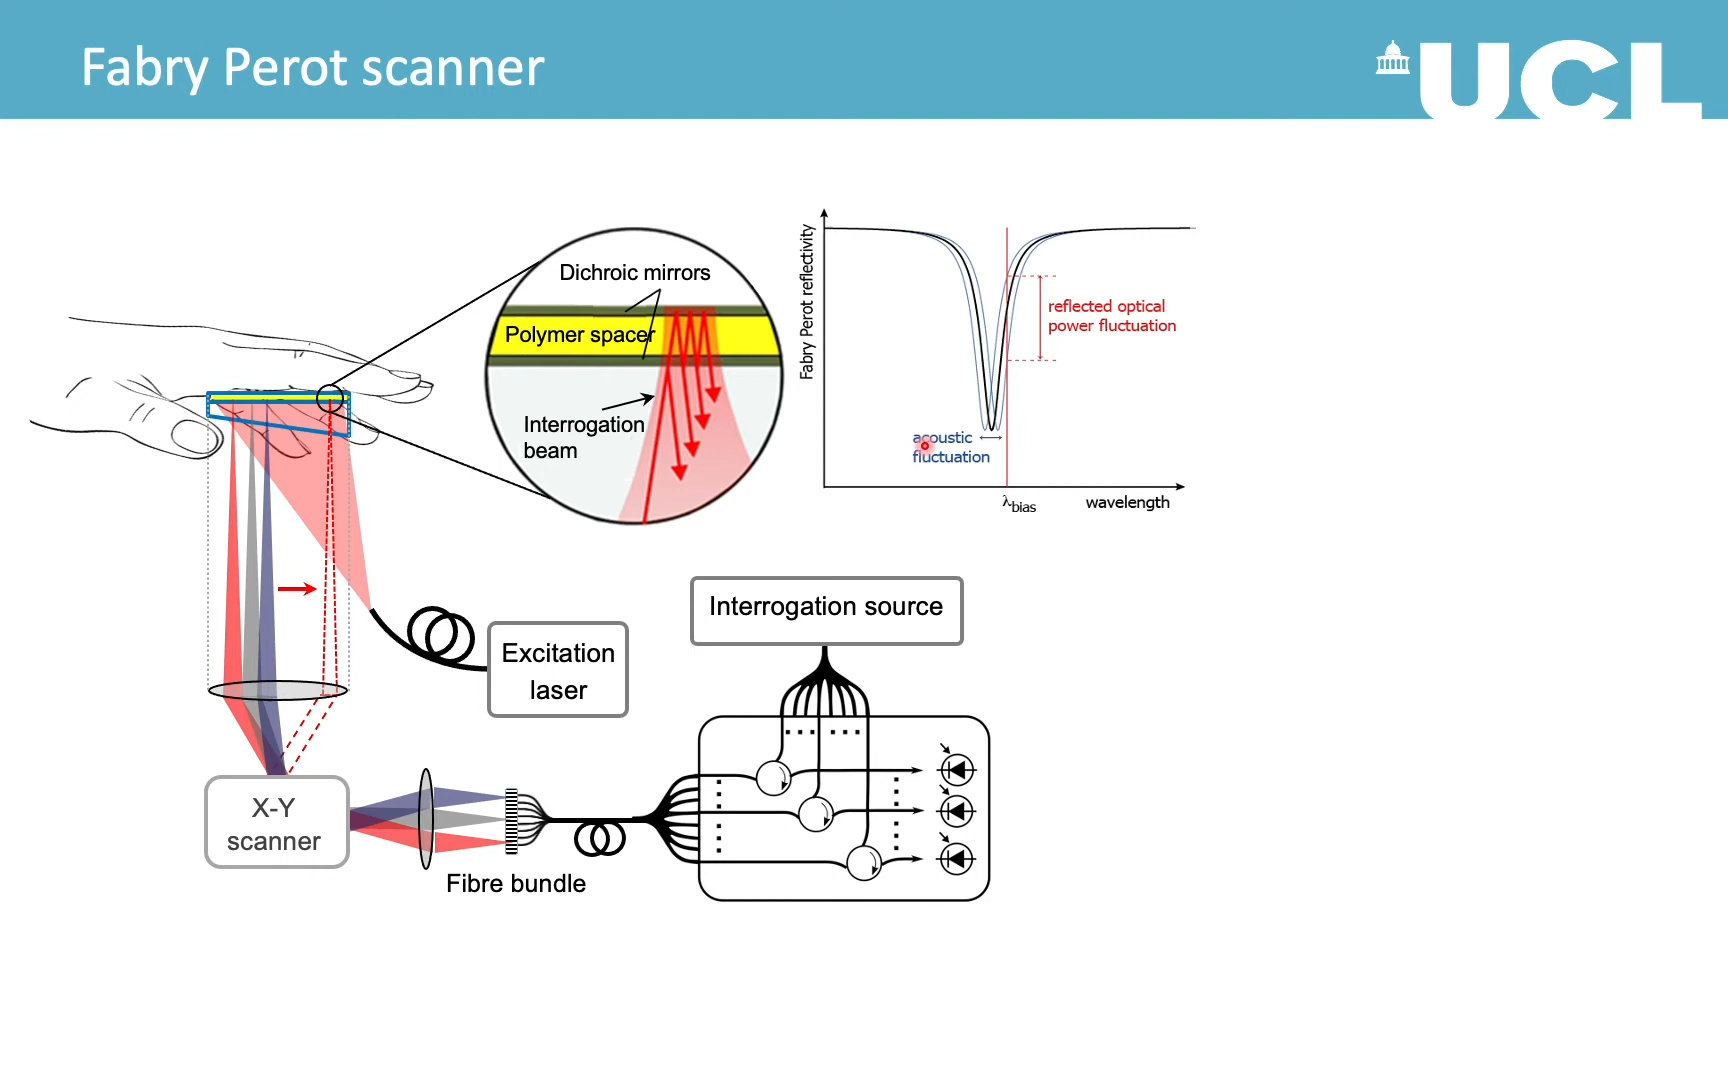 Fabry Perot scanner
UCL
Dichroic mirrors
Polymer spacer
Interrogation
beam
Fabry Perot reflectivity
reflected optical
power fluctuation
acoustic
fluctuation
λbias
wavelength
Interrogation source
Excitation
laser
X-Y
scanner
Fibre bundle